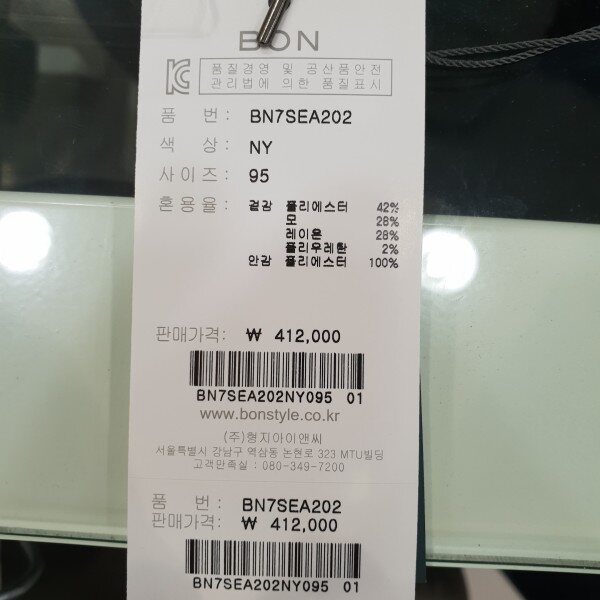 BON
품질경영 및 공산품안전
관리법에 의한 품질표시
품 번: BN7SEA202
색 상: NY
사이즈: 95
혼용율: 겉감 폴리에스터 42%
모 28%
레이온 28%
폴리우레탄 2%
안감 폴리에스터 100%
판매가격: ₩ 412,000
BN7SEA202NY095 01
www.bonstyle.co.kr
(주)형지아이앤씨
서울특별시 강남구 역삼동 논현로 323 MTU빌딩
고객만족실 : 080-349-7200
품 번: BN7SEA202
판매가격: ₩ 412,000
BN7SEA202NY095 01